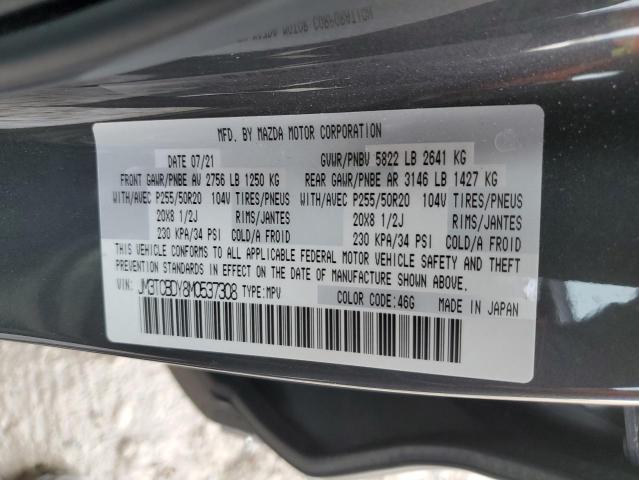 MFD. BY MAZDA MOTOR CORPORATION
DATE 07/21 GVWR/PNBV 5822 LB 2641 KG
FRONT GAWR/PNBE AV 2756 LB 1250 KG REAR GAWR/PNBE AR 3146 LB 1427 KG
WITH/AVEC P255/50R20 104V TIRES/PNEUS WITH/AVEC P255/50R20 104V TIRES/PNEUS
20X8 1/2J RIMS/JANTES 20X8 1/2J RIMS/JANTES
230 KPA/34 PSI COLD/A FROID 230 KPA/34 PSI COLD/A FROID
THIS VEHICLE CONFORMS TO ALL APPLICABLE FEDERAL MOTOR VEHICLE SAFETY AND THEFT
PREVENTION STANDARDS IN EFFECT ON THE DATE OF MANUFACTURE SHOWN ABOVE.
VIN: JM3TCBDY8M0537308 TYPE:MPV COLOR CODE:46G MADE IN JAPAN